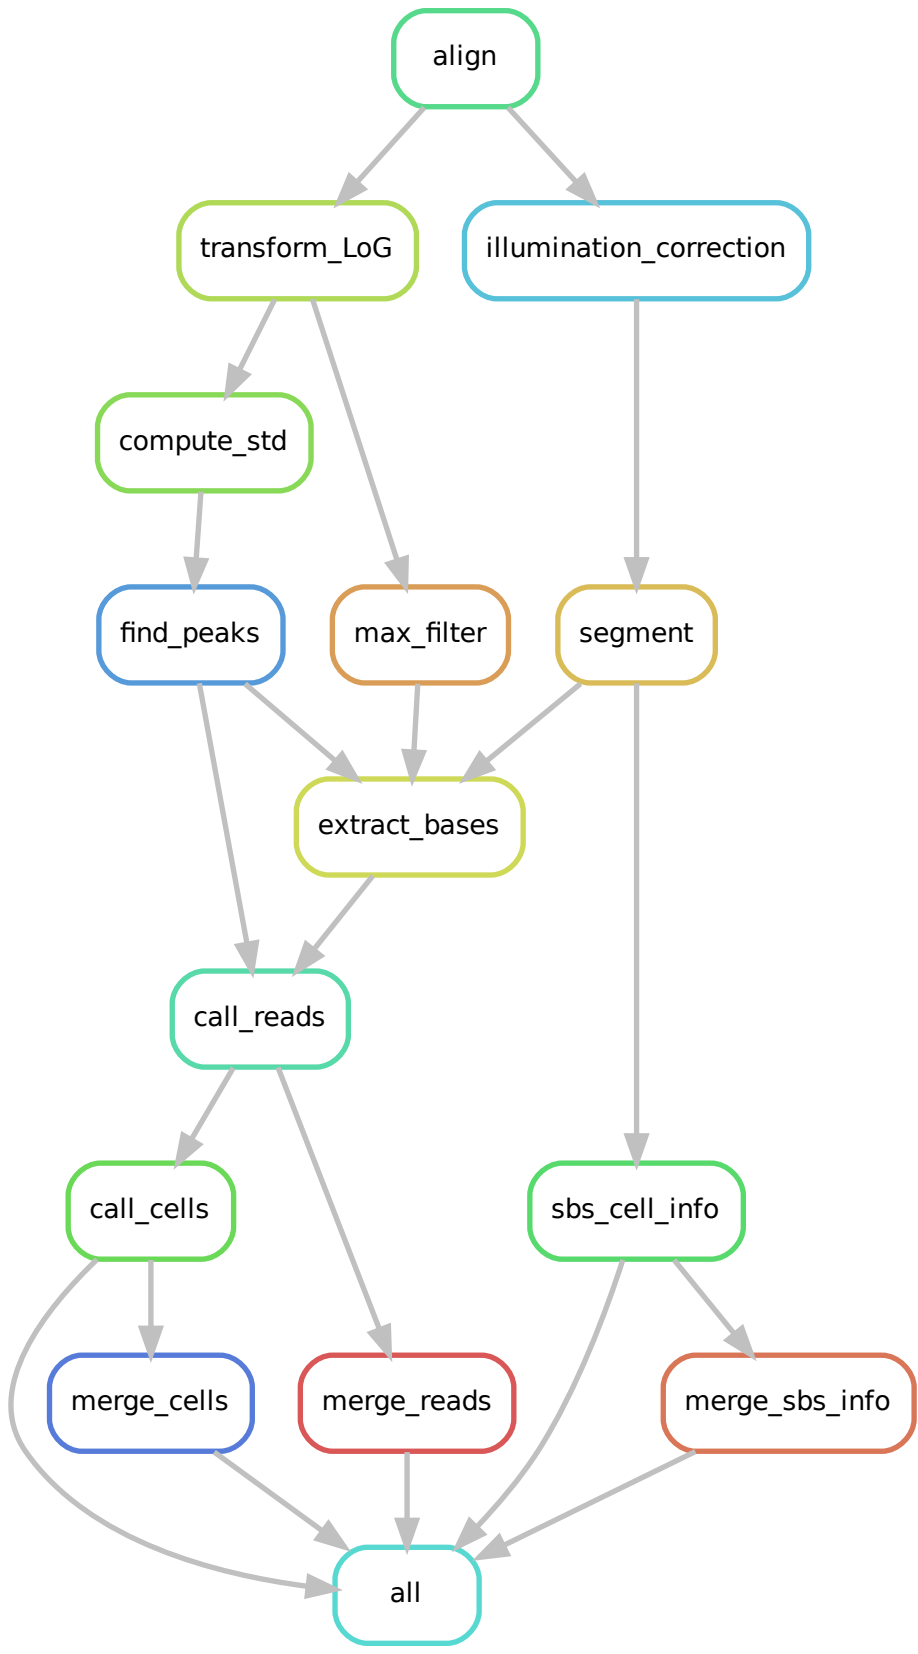 align
transform_LoG
illumination_correction
compute_std
find_peaks
max_filter
segment
extract_bases
call_reads
call_cells
sbs_cell_info
merge_cells
merge_reads
merge_sbs_info
all